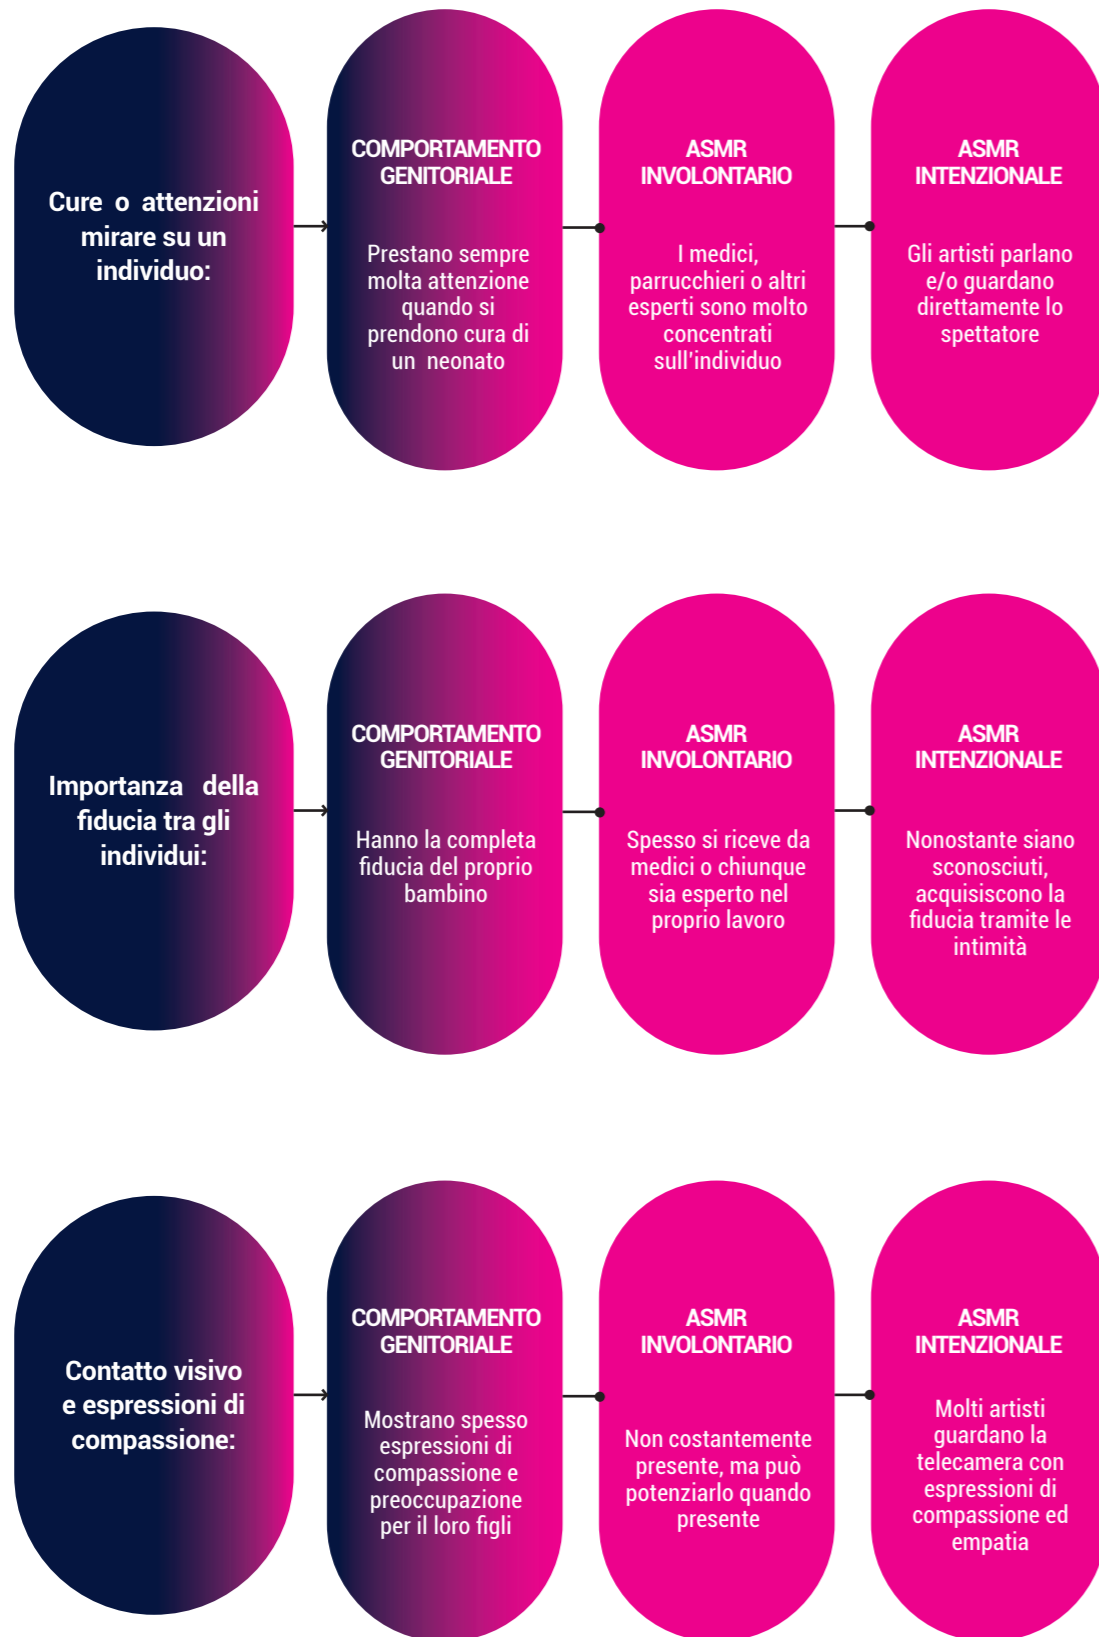 Cure o attenzioni
mirare su un
individuo:
COMPORTAMENTO
GENITORIALE
Prestano sempre
molta attenzione
quando si
prendono cura di
un neonato
ASMR
INVOLONTARIO
I medici,
parrucchieri o altri
esperti sono molto
concentrati
sull'individuo
ASMR
INTENZIONALE
Gli artisti parlano
e/o guardano
direttamente lo
spettatore
Importanza della
fiducia tra gli
individui:
COMPORTAMENTO
GENITORIALE
Hanno la completa
fiducia del proprio
bambino
ASMR
INVOLONTARIO
Spesso si riceve da
medici o chiunque
sia esperto nel
proprio lavoro
ASMR
INTENZIONALE
Nonostante siano
sconosciuti,
acquisiscono la
fiducia tramite le
intimità
Contatto visivo
e espressioni di
compassione:
COMPORTAMENTO
GENITORIALE
Mostrano spesso
espressioni di
compassione e
preoccupazione
per il loro figli
ASMR
INVOLONTARIO
Non costantemente
presente, ma può
potenziarlo quando
presente
ASMR
INTENZIONALE
Molti artisti
guardano la
telecamera con
espressioni di
compassione ed
empatia